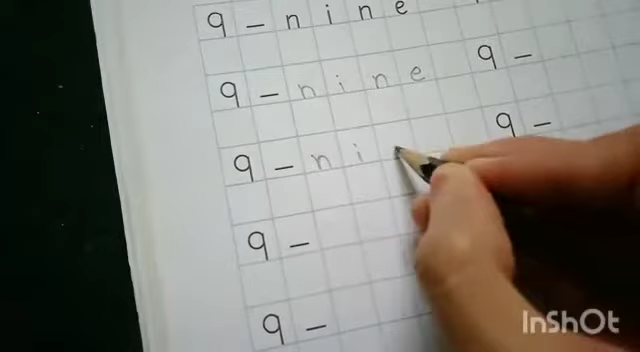 9 - nine
9 - nine 9 -
9 - ni 9 -
9 -
9 -
InShOt